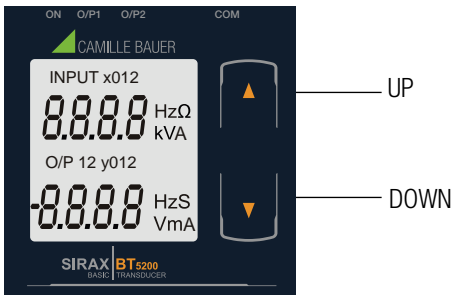 ON O/P1 O/P2 COM
CAMILLE BAUER
INPUT x012
8.8.8.8 HzΩ
kVA
UP
O/P 12 y012
-8.8.8.8 HzS
VmA
DOWN
SIRAX BT5200
BASIC TRANSDUCER